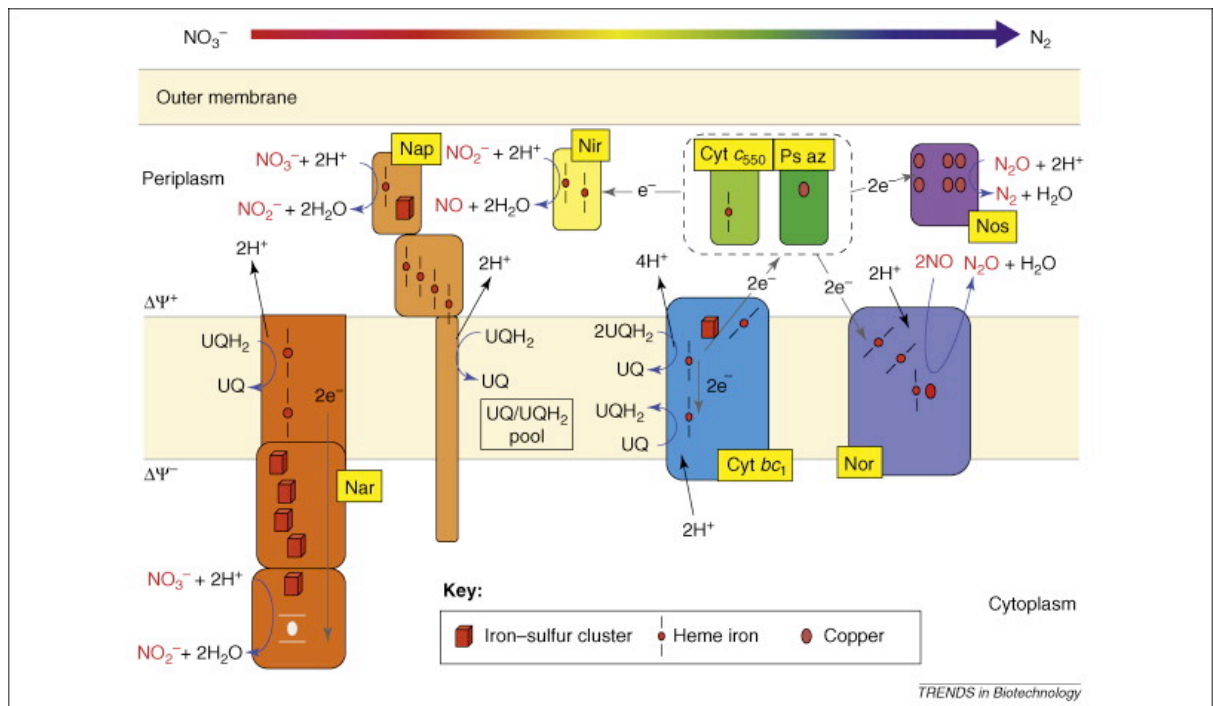 NO₃⁻ N₂
Outer membrane
Periplasm
NO₃⁻ + 2H⁺
NO₂⁻ + 2H₂O
Nap
NO₂⁻ + 2H⁺
NO + 2H₂O
Nir
e⁻
Cyt c₅₅₀
Ps az
2e⁻
N₂O + 2H⁺
N₂ + H₂O
Nos
2H⁺
2H⁺
4H⁺
2e⁻
2e⁻
2H⁺
2NO
N₂O + H₂O
ΔΨ⁺
UQH₂
UQ
2e⁻
UQH₂
UQ
UQ/UQH₂
pool
2UQH₂
UQ
2e⁻
UQH₂
UQ
Cyt bc₁
Nor
ΔΨ⁻
Nar
2H⁺
NO₃⁻ + 2H⁺
NO₂⁻ + 2H₂O
Key:
Iron–sulfur cluster
Heme iron
Copper
Cytoplasm
TRENDS in Biotechnology